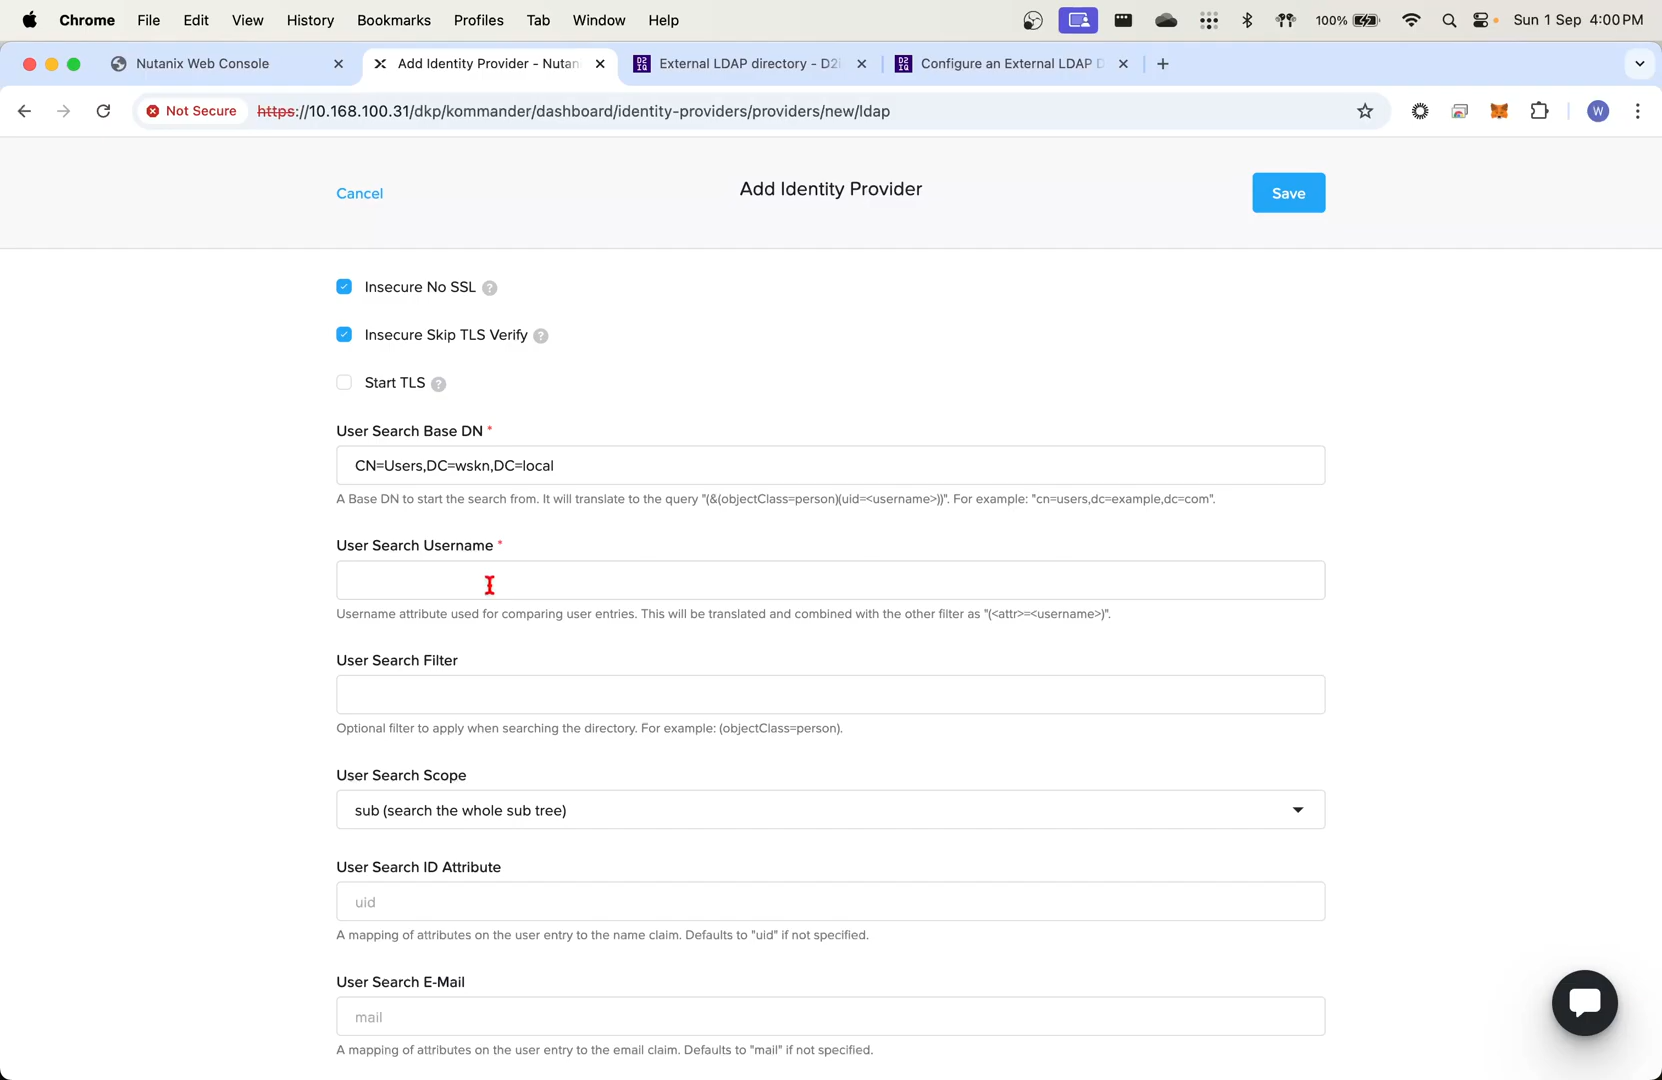 Chrome File Edit View History Bookmarks Profiles Tab Window Help 100% Sun 1 Sep 4:00 PM
Nutanix Web Console Add Identity Provider - Nutan External LDAP directory - D2i Configure an External LDAP D
Not Secure https://10.168.100.31/dkp/kommander/dashboard/identity-providers/providers/new/ldap W
Cancel Add Identity Provider Save
Insecure No SSL ?
Insecure Skip TLS Verify ?
Start TLS ?
User Search Base DN *
CN=Users,DC=wskn,DC=local
A Base DN to start the search from. It will translate to the query "(&(objectClass=person)(uid=<username>))". For example: "cn=users,dc=example,dc=com".
User Search Username *
Username attribute used for comparing user entries. This will be translated and combined with the other filter as "(<attr>=<username>)".
User Search Filter
Optional filter to apply when searching the directory. For example: (objectClass=person).
User Search Scope
sub (search the whole sub tree)
User Search ID Attribute
uid
A mapping of attributes on the user entry to the name claim. Defaults to "uid" if not specified.
User Search E-Mail
mail
A mapping of attributes on the user entry to the email claim. Defaults to "mail" if not specified.